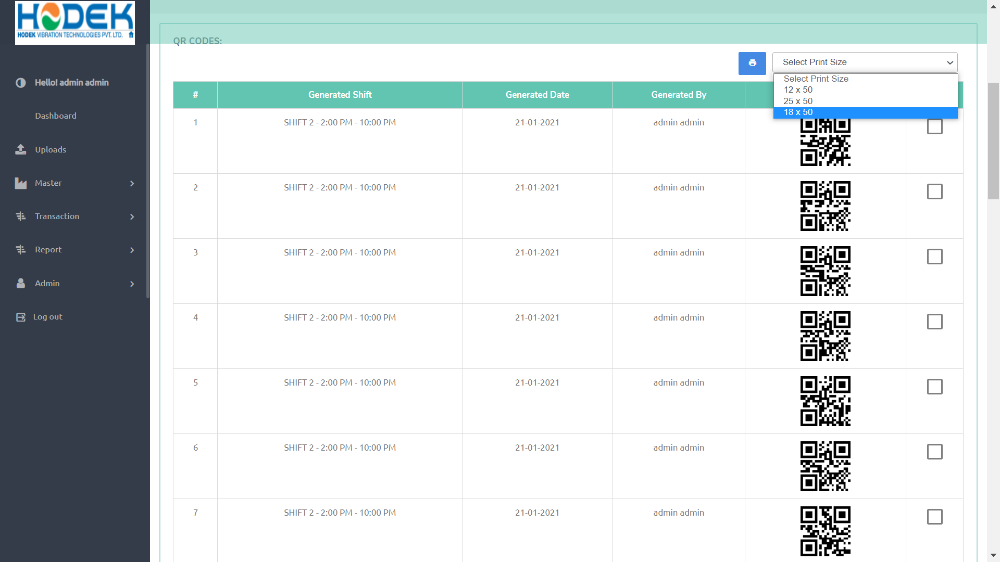 HODEK
HODEK VIBRATION TECHNOLOGIES PVT. LTD.
Hello! admin admin
Dashboard
Uploads
Master
Transaction
Report
Admin
Log out
QR CODES:
Select Print Size
Select Print Size
12 x 50
25 x 50
18 x 50
# Generated Shift Generated Date Generated By
1 SHIFT 2 - 2:00 PM - 10:00 PM 21-01-2021 admin admin
2 SHIFT 2 - 2:00 PM - 10:00 PM 21-01-2021 admin admin
3 SHIFT 2 - 2:00 PM - 10:00 PM 21-01-2021 admin admin
4 SHIFT 2 - 2:00 PM - 10:00 PM 21-01-2021 admin admin
5 SHIFT 2 - 2:00 PM - 10:00 PM 21-01-2021 admin admin
6 SHIFT 2 - 2:00 PM - 10:00 PM 21-01-2021 admin admin
7 SHIFT 2 - 2:00 PM - 10:00 PM 21-01-2021 admin admin